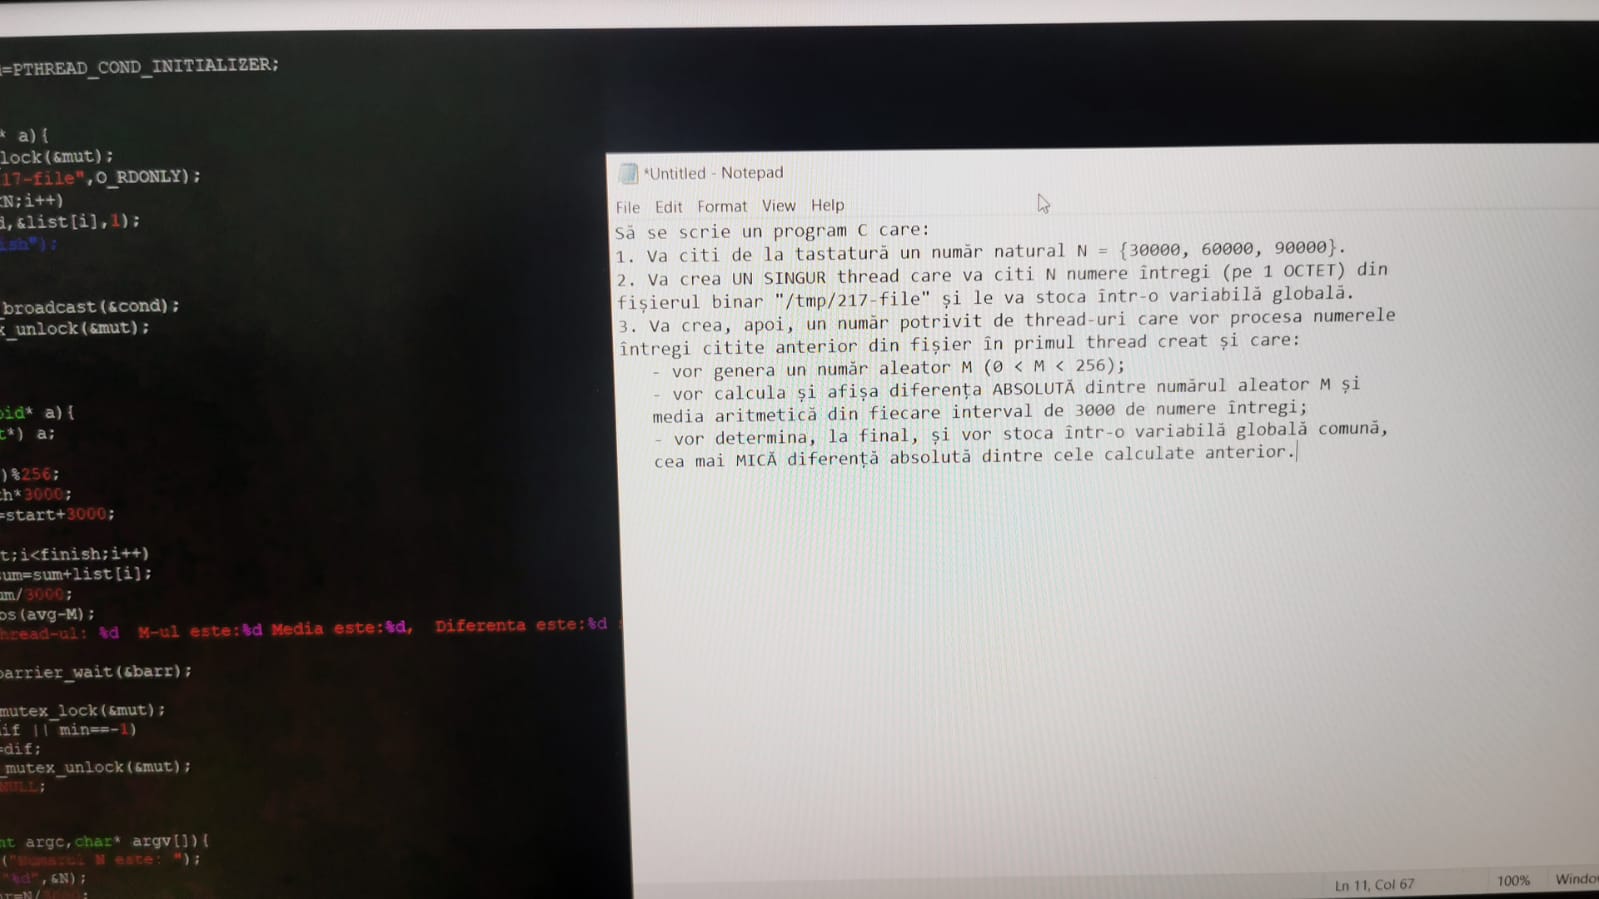 =PTHREAD_COND_INITIALIZER;
* a){
lock(&mut);
17-file",O_RDONLY);
<N;i++)
d,&list[i],1);
ish");
_broadcast(&cond);
x_unlock(&mut);
oid* a){
t*) a;
)%256;
ch*3000;
=start+3000;
t;i<finish;i++)
sum=sum+list[i];
um/3000;
bs(avg-M);
hread-ul: %d  M-ul este:%d Media este:%d,  Diferenta este:%d
barrier_wait(&barr);
mutex_lock(&mut);
dif || min==-1)
=dif;
_mutex_unlock(&mut);
NULL;
nt argc,char* argv[]){
("Numarul N este: ");
"%d",&N);
r=N/3000;
*Untitled - Notepad
File Edit Format View Help
Să se scrie un program C care:
1. Va citi de la tastatură un număr natural N = {30000, 60000, 90000}.
2. Va crea UN SINGUR thread care va citi N numere întregi (pe 1 OCTET) din
fișierul binar "/tmp/217-file" și le va stoca într-o variabilă globală.
3. Va crea, apoi, un număr potrivit de thread-uri care vor procesa numerele
întregi citite anterior din fișier în primul thread creat și care:
- vor genera un număr aleator M (0 < M < 256);
- vor calcula și afișa diferența ABSOLUTĂ dintre numărul aleator M și
media aritmetică din fiecare interval de 3000 de numere întregi;
- vor determina, la final, și vor stoca într-o variabilă globală comună,
cea mai MICĂ diferență absolută dintre cele calculate anterior.
Ln 11, Col 67
100%
Windo